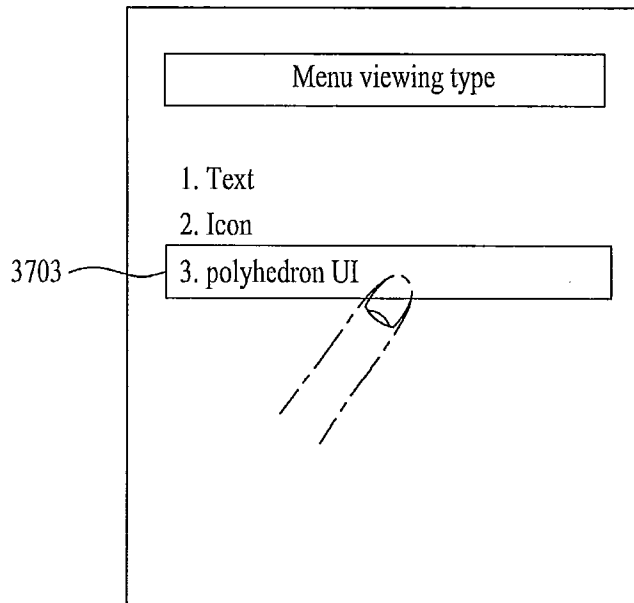 Menu viewing type
1. Text
2. Icon
3703
3. polyhedron UI